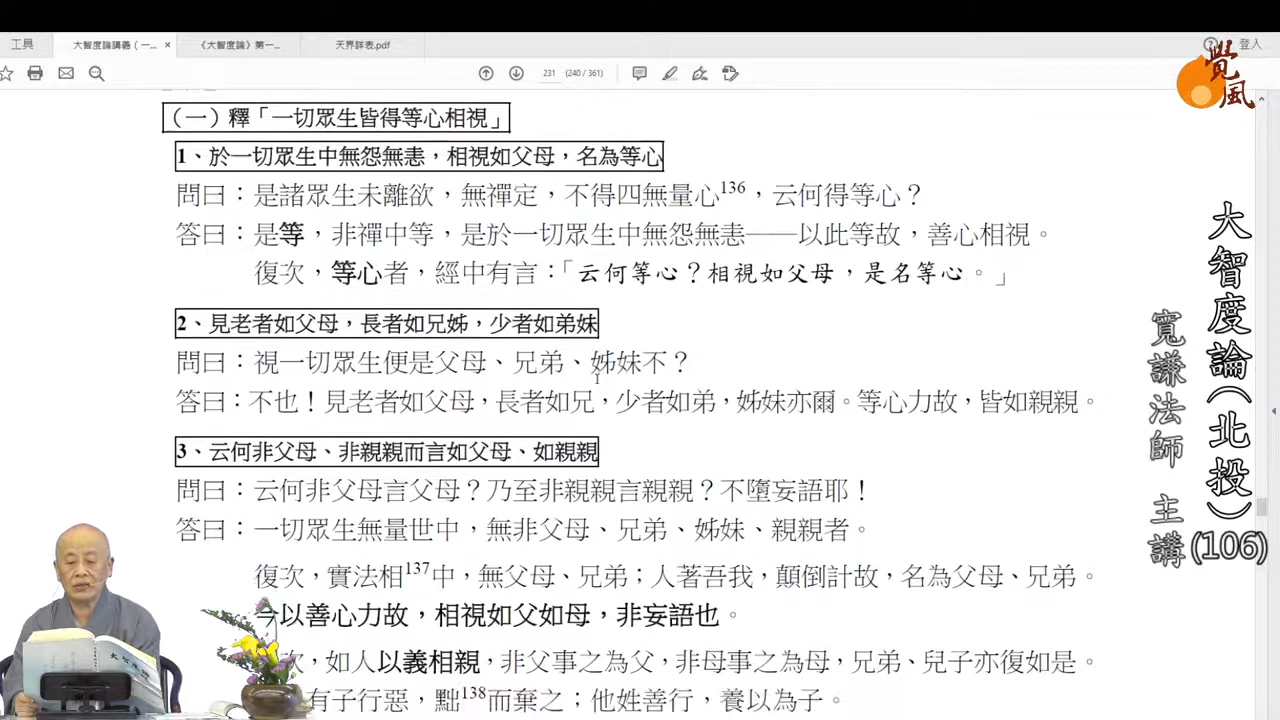 工具
大智度論講義（一... ×
《大智度論》第一...
天界詳表.pdf
登入
231 (240 / 361)
覺風
（一）釋「一切眾生皆得等心相視」
1、於一切眾生中無怨無恚，相視如父母，名為等心
問曰：是諸眾生未離欲，無禪定，不得四無量心136，云何得等心？
答曰：是等，非禪中等，是於一切眾生中無怨無恚——以此等故，善心相視。
復次，等心者，經中有言：「云何等心？相視如父母，是名等心。」
2、見老者如父母，長者如兄姊，少者如弟妹
問曰：視一切眾生便是父母、兄弟、姊妹不？
答曰：不也！見老者如父母，長者如兄，少者如弟，姊妹亦爾。等心力故，皆如親親。
3、云何非父母、非親親而言如父母、如親親
問曰：云何非父母言父母？乃至非親親言親親？不墮妄語耶！
答曰：一切眾生無量世中，無非父母、兄弟、姊妹、親親者。
復次，實法相137中，無父母、兄弟；人著吾我，顛倒計故，名為父母、兄弟。
今以善心力故，相視如父如母，非妄語也。
次，如人以義相親，非父事之為父，非母事之為母，兄弟、兒子亦復如是。
有子行惡，黜138而棄之；他姓善行，養以為子。
大智度論（北投）(106)
寬謙法師 主講